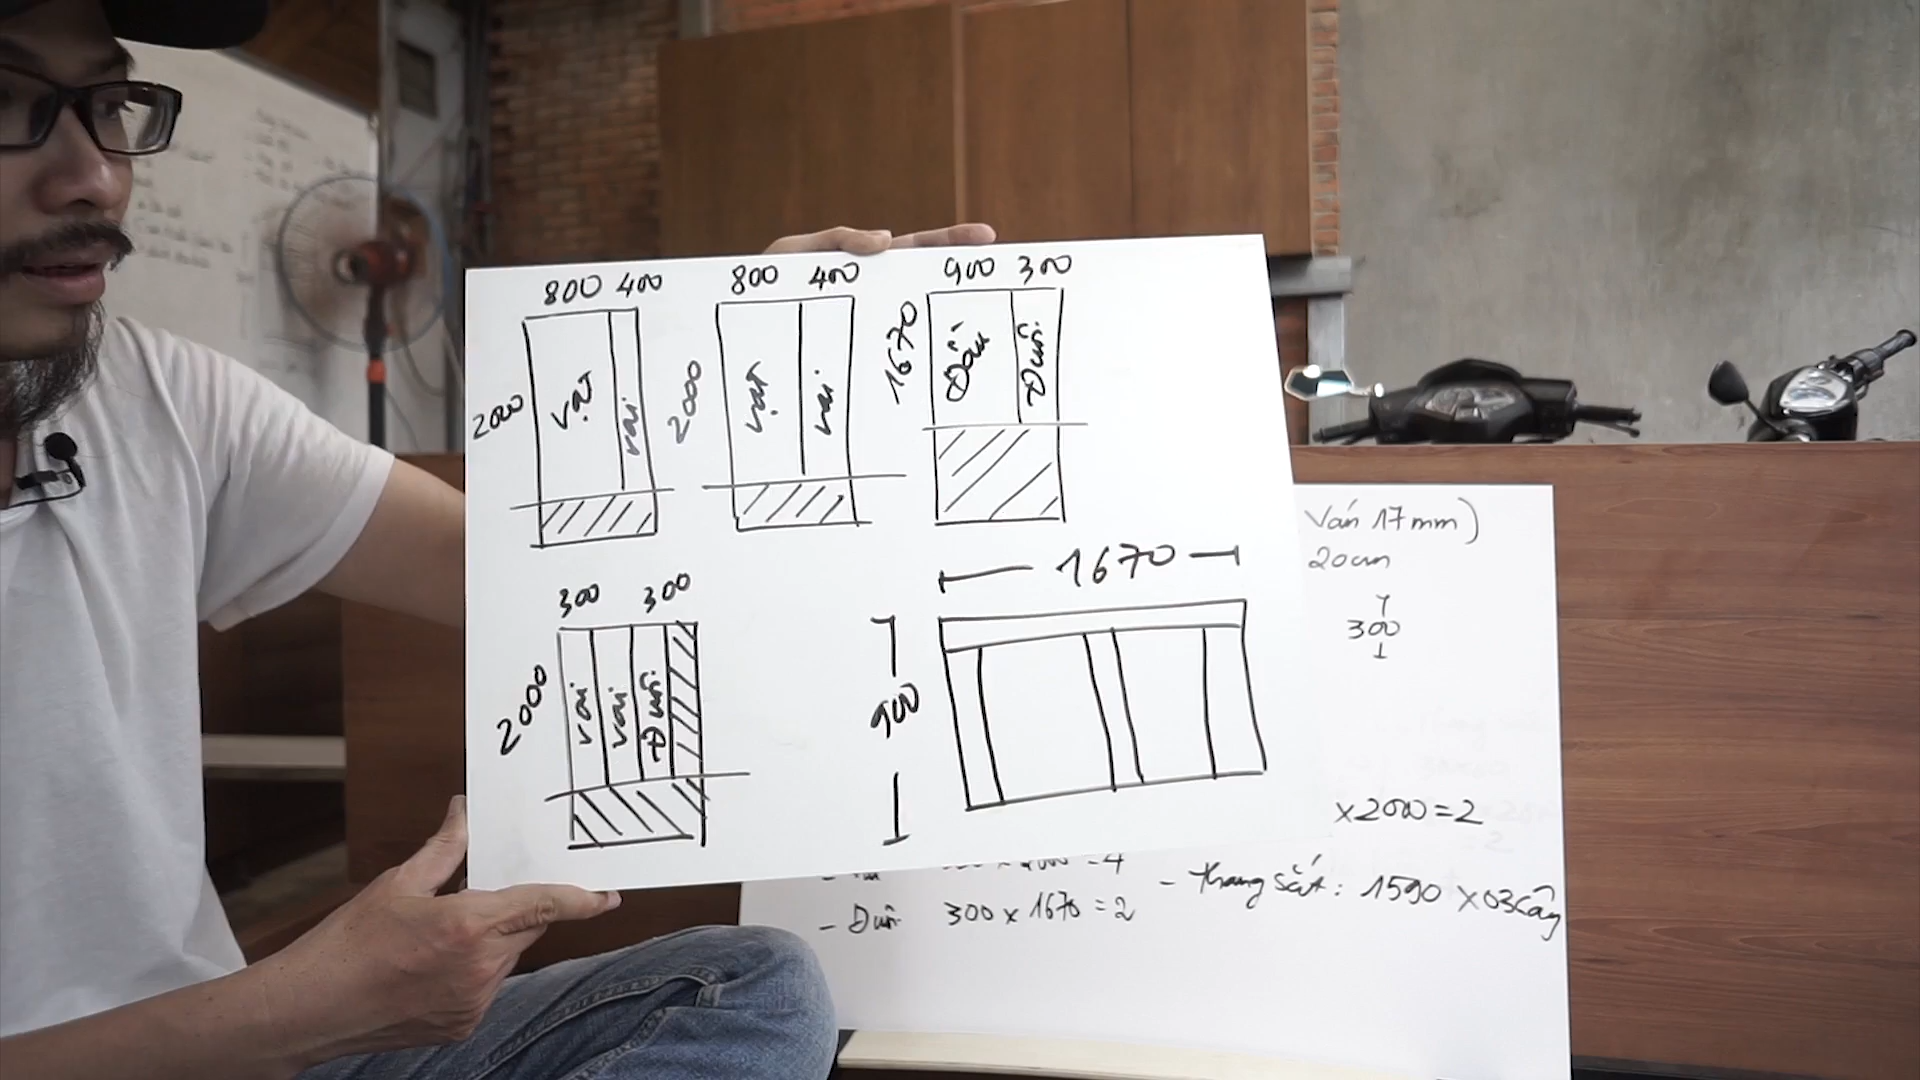 800 400
2000
vạt
vai
800 400
2000
vạt
vai
900 300
1670
Đầu
Đuôi
300 300
2000
vai
vai
Đuôi
1670
900
Ván 17mm)
20cm
300
x2000=2
- Đuôi 300 x 1670 = 2
- thang sắt: 1590 x 03 cây